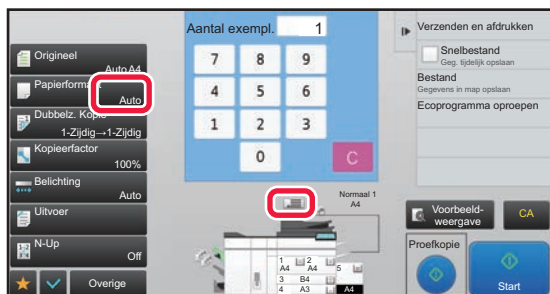 Aantal exempl. 1
Origineel
Auto A4
Papierformaat
Auto
Dubbelz. Kopie
1-Zijdig→1-Zijdig
Kopieerfactor
100%
Belichting
Auto
Uitvoer
N-Up
Off
Overige
7 8 9
4 5 6
1 2 3
0 C
Normaal 1
A4
1 2 5
A4 A4
3 B4
4 A3 A4
Verzenden en afdrukken
Snelbestand
Geg. tijdelijk opslaan
Bestand
Gegevens in map opslaan
Ecoprogramma oproepen
Voorbeeld-
weergave
CA
Proefkopie
Start